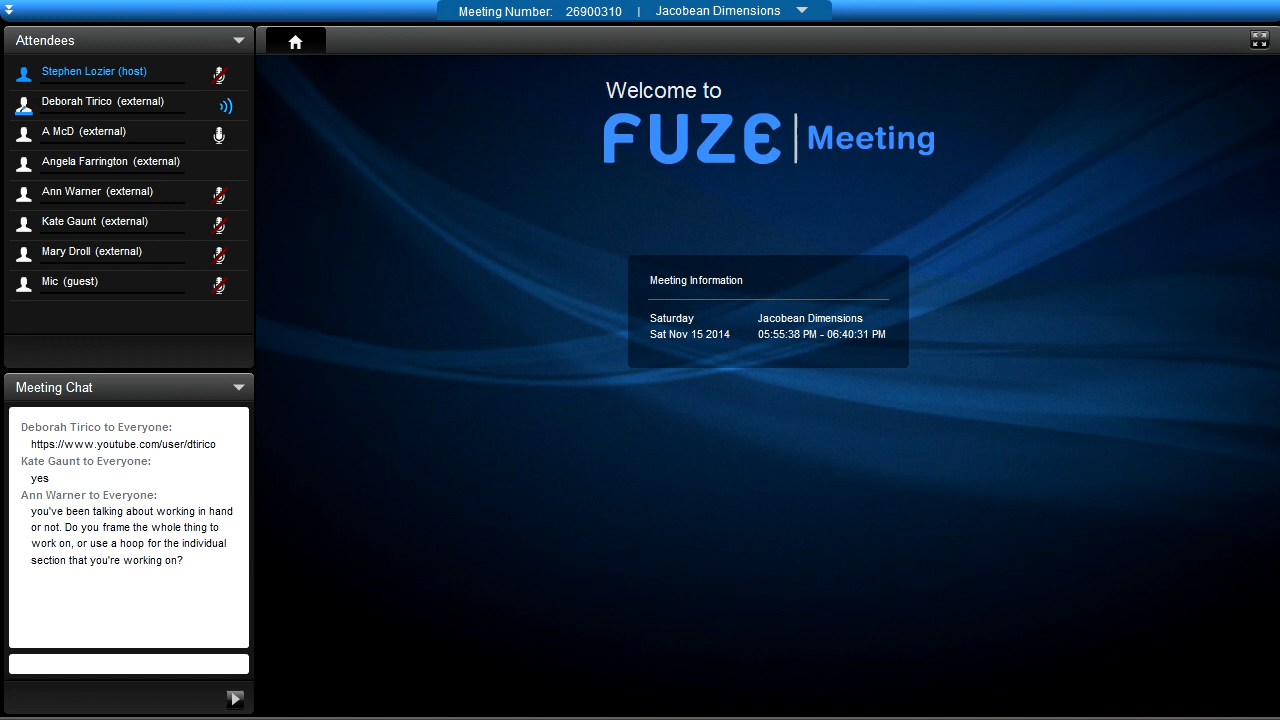 Meeting Number: 26900310 | Jacobean Dimensions
Attendees
Stephen Lozier (host)
Deborah Tirico (external)
A McD (external)
Angela Farrington (external)
Ann Warner (external)
Kate Gaunt (external)
Mary Droll (external)
Mic (guest)
Meeting Chat
Deborah Tirico to Everyone:
https://www.youtube.com/user/dtirico
Kate Gaunt to Everyone:
yes
Ann Warner to Everyone:
you've been talking about working in hand
or not. Do you frame the whole thing to
work on, or use a hoop for the individual
section that you're working on?
Welcome to
FUZE | Meeting
Meeting Information
Saturday Jacobean Dimensions
Sat Nov 15 2014 05:55:38 PM - 06:40:31 PM